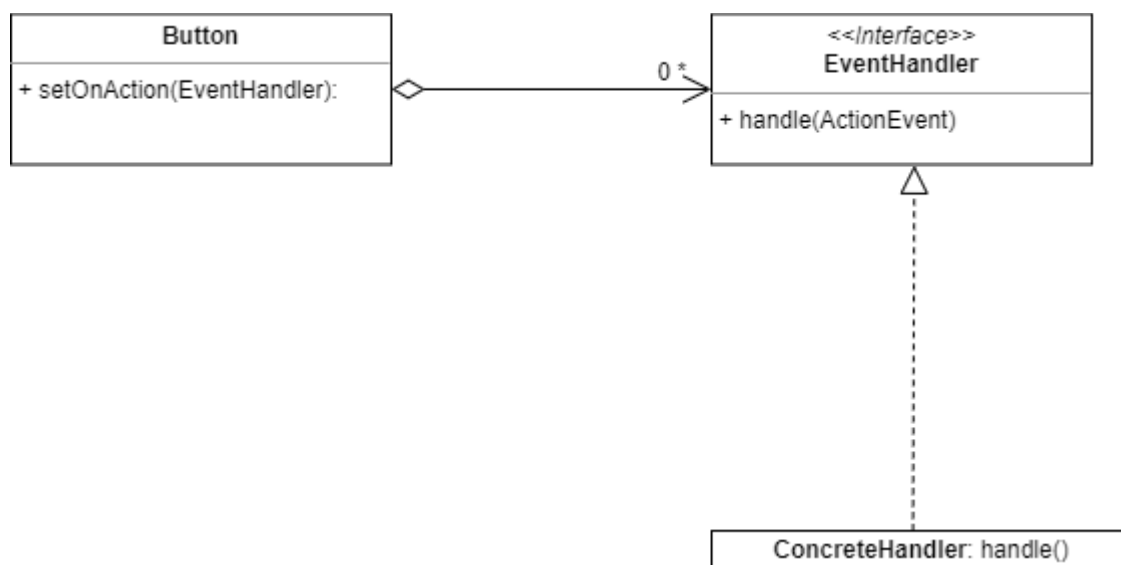 Button
+ setOnAction(EventHandler):
0 *
<<Interface>>
EventHandler
+ handle(ActionEvent)
ConcreteHandler: handle()